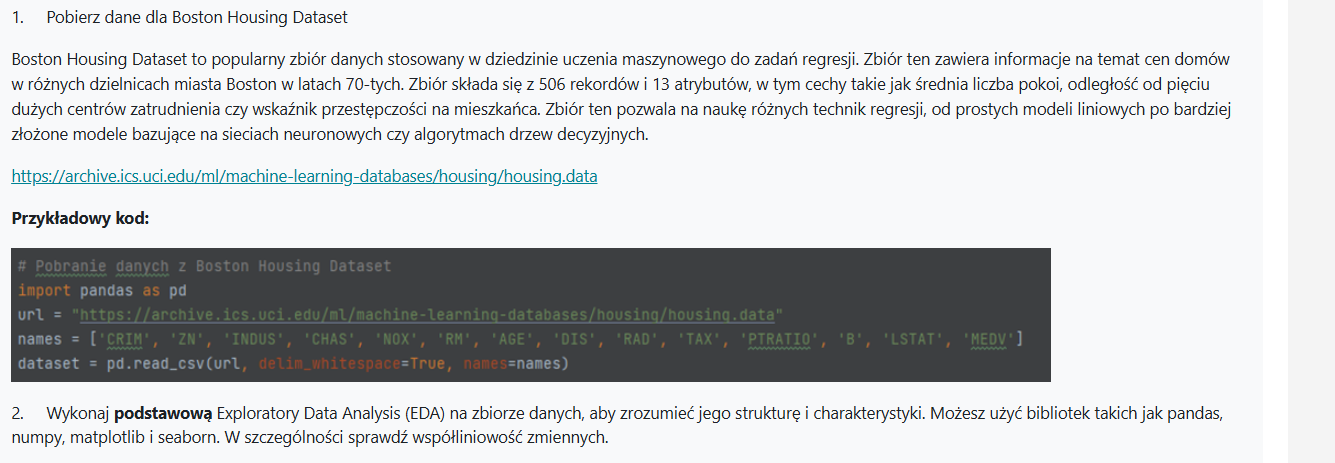 1. Pobierz dane dla Boston Housing Dataset
Boston Housing Dataset to popularny zbiór danych stosowany w dziedzinie uczenia maszynowego do zadań regresji. Zbiór ten zawiera informacje na temat cen domów
w różnych dzielnicach miasta Boston w latach 70-tych. Zbiór składa się z 506 rekordów i 13 atrybutów, w tym cechy takie jak średnia liczba pokoi, odległość od pięciu
dużych centrów zatrudnienia czy wskaźnik przestępczości na mieszkańca. Zbiór ten pozwala na naukę różnych technik regresji, od prostych modeli liniowych po bardziej
złożone modele bazujące na sieciach neuronowych czy algorytmach drzew decyzyjnych.
https://archive.ics.uci.edu/ml/machine-learning-databases/housing/housing.data
Przykładowy kod:
# Pobranie danych z Boston Housing Dataset
import pandas as pd
url = "https://archive.ics.uci.edu/ml/machine-learning-databases/housing/housing.data"
names = ['CRIM', 'ZN', 'INDUS', 'CHAS', 'NOX', 'RM', 'AGE', 'DIS', 'RAD', 'TAX', 'PTRATIO', 'B', 'LSTAT', 'MEDV']
dataset = pd.read_csv(url, delim_whitespace=True, names=names)
2. Wykonaj podstawową Exploratory Data Analysis (EDA) na zbiorze danych, aby zrozumieć jego strukturę i charakterystyki. Możesz użyć bibliotek takich jak pandas,
numpy, matplotlib i seaborn. W szczególności sprawdź współliniowość zmiennych.